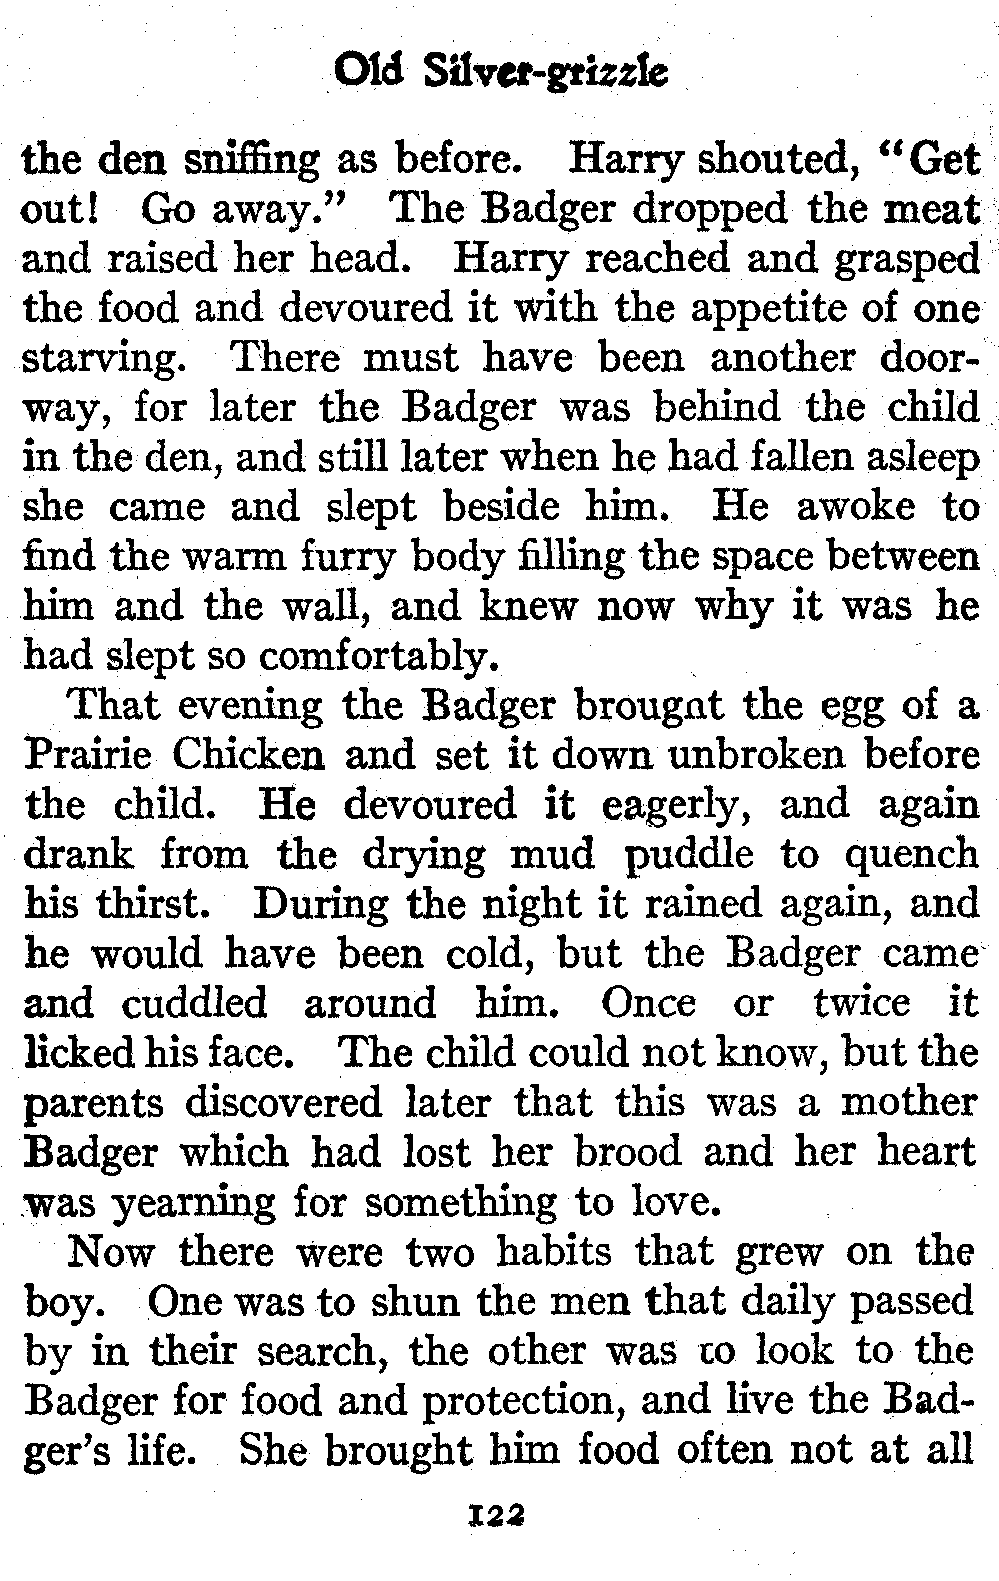 Old Silver-grizzle
the den sniffing as before. Harry shouted, "Get
out! Go away." The Badger dropped the meat
and raised her head. Harry reached and grasped
the food and devoured it with the appetite of one
starving. There must have been another door-
way, for later the Badger was behind the child
in the den, and still later when he had fallen asleep
she came and slept beside him. He awoke to
find the warm furry body filling the space between
him and the wall, and knew now why it was he
had slept so comfortably.
That evening the Badger brought the egg of a
Prairie Chicken and set it down unbroken before
the child. He devoured it eagerly, and again
drank from the drying mud puddle to quench
his thirst. During the night it rained again, and
he would have been cold, but the Badger came
and cuddled around him. Once or twice it
licked his face. The child could not know, but the
parents discovered later that this was a mother
Badger which had lost her brood and her heart
was yearning for something to love.
Now there were two habits that grew on the
boy. One was to shun the men that daily passed
by in their search, the other was to look to the
Badger for food and protection, and live the Bad-
ger's life. She brought him food often not at all
122